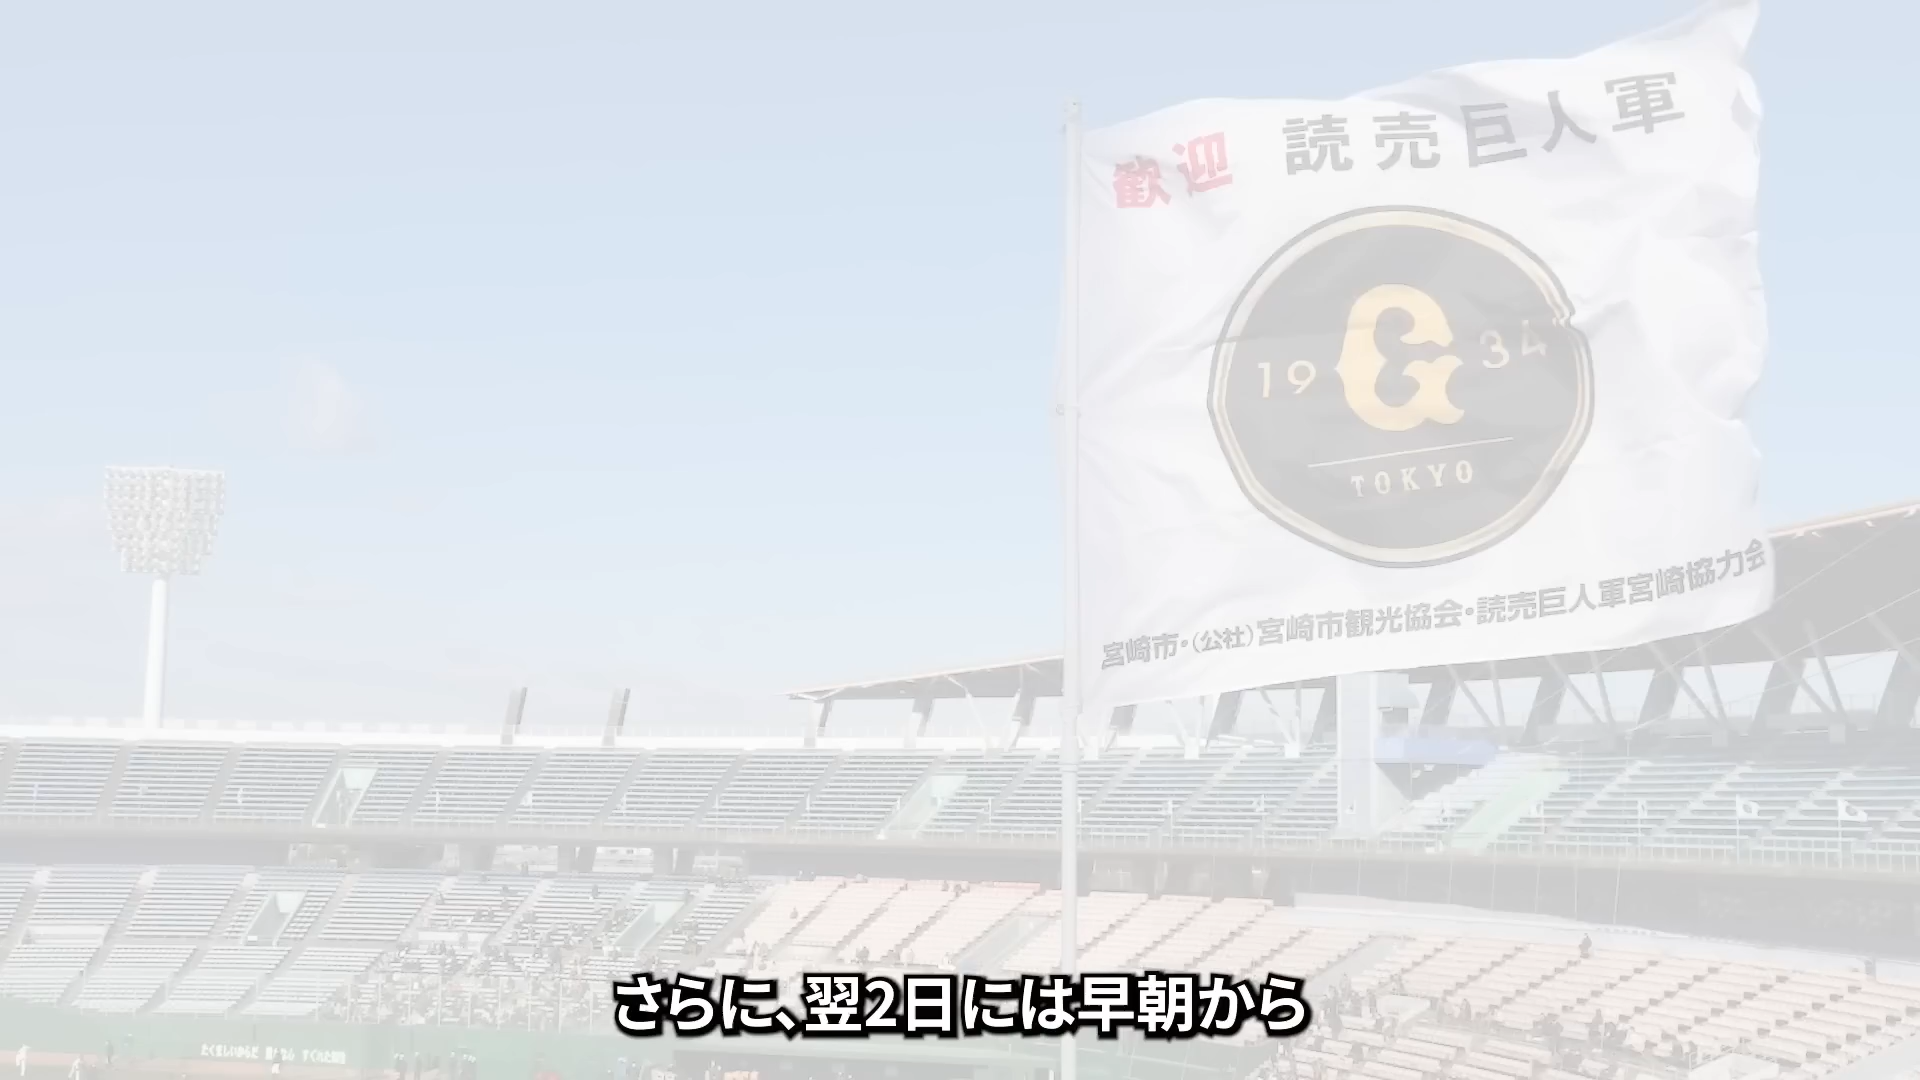 歓迎 読売巨人軍
19 G 34
TOKYO
宮崎市・(公社)宮崎市観光協会・読売巨人軍宮崎協力会
さらに、翌2日には早朝から